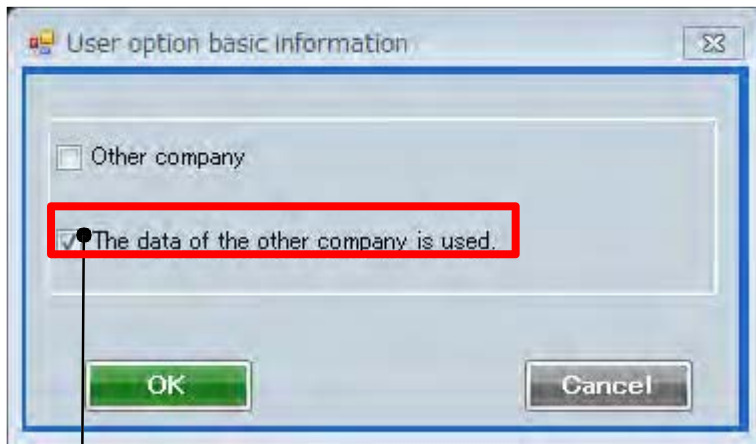 User option basic information
Other company
The data of the other company is used.
OK
Cancel